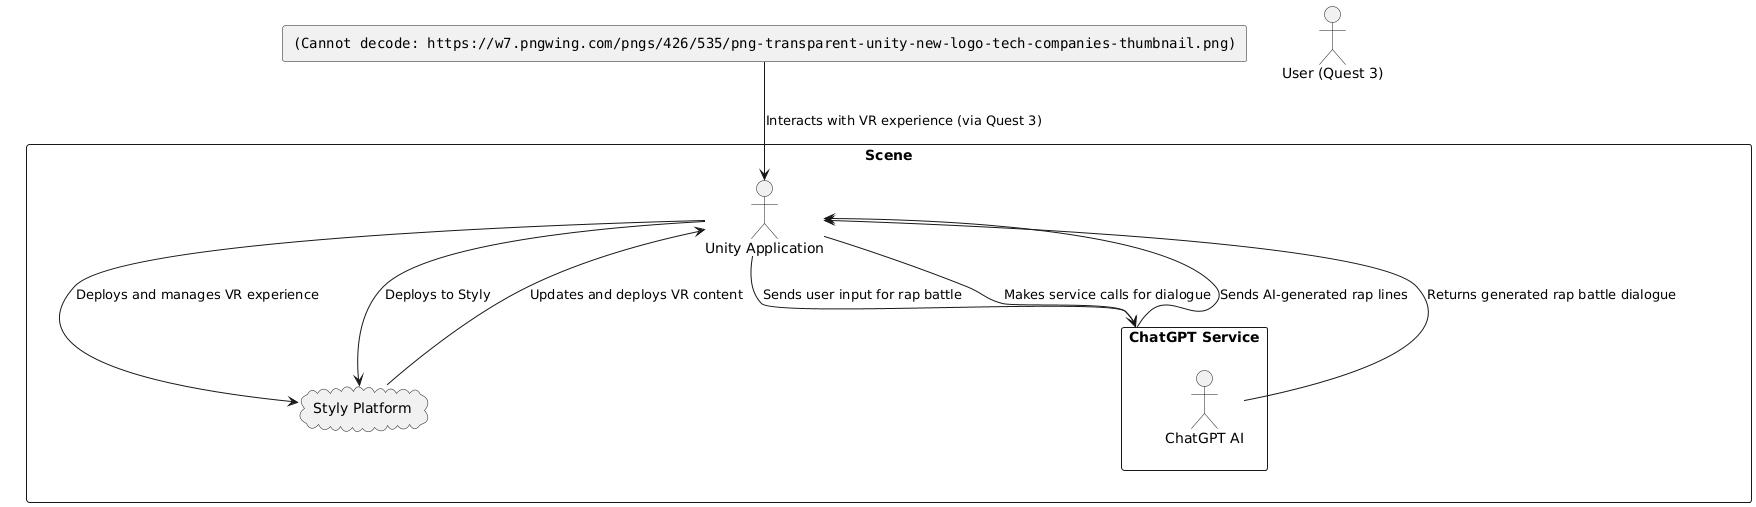 (Cannot decode: https://w7.pngwing.com/pngs/426/535/png-transparent-unity-new-logo-tech-companies-thumbnail.png)
User (Quest 3)
Interacts with VR experience (via Quest 3)
Scene
Unity Application
Deploys and manages VR experience
Deploys to Styly
Updates and deploys VR content
Sends user input for rap battle
Makes service calls for dialogue
Sends AI-generated rap lines
Returns generated rap battle dialogue
ChatGPT Service
Styly Platform
ChatGPT AI